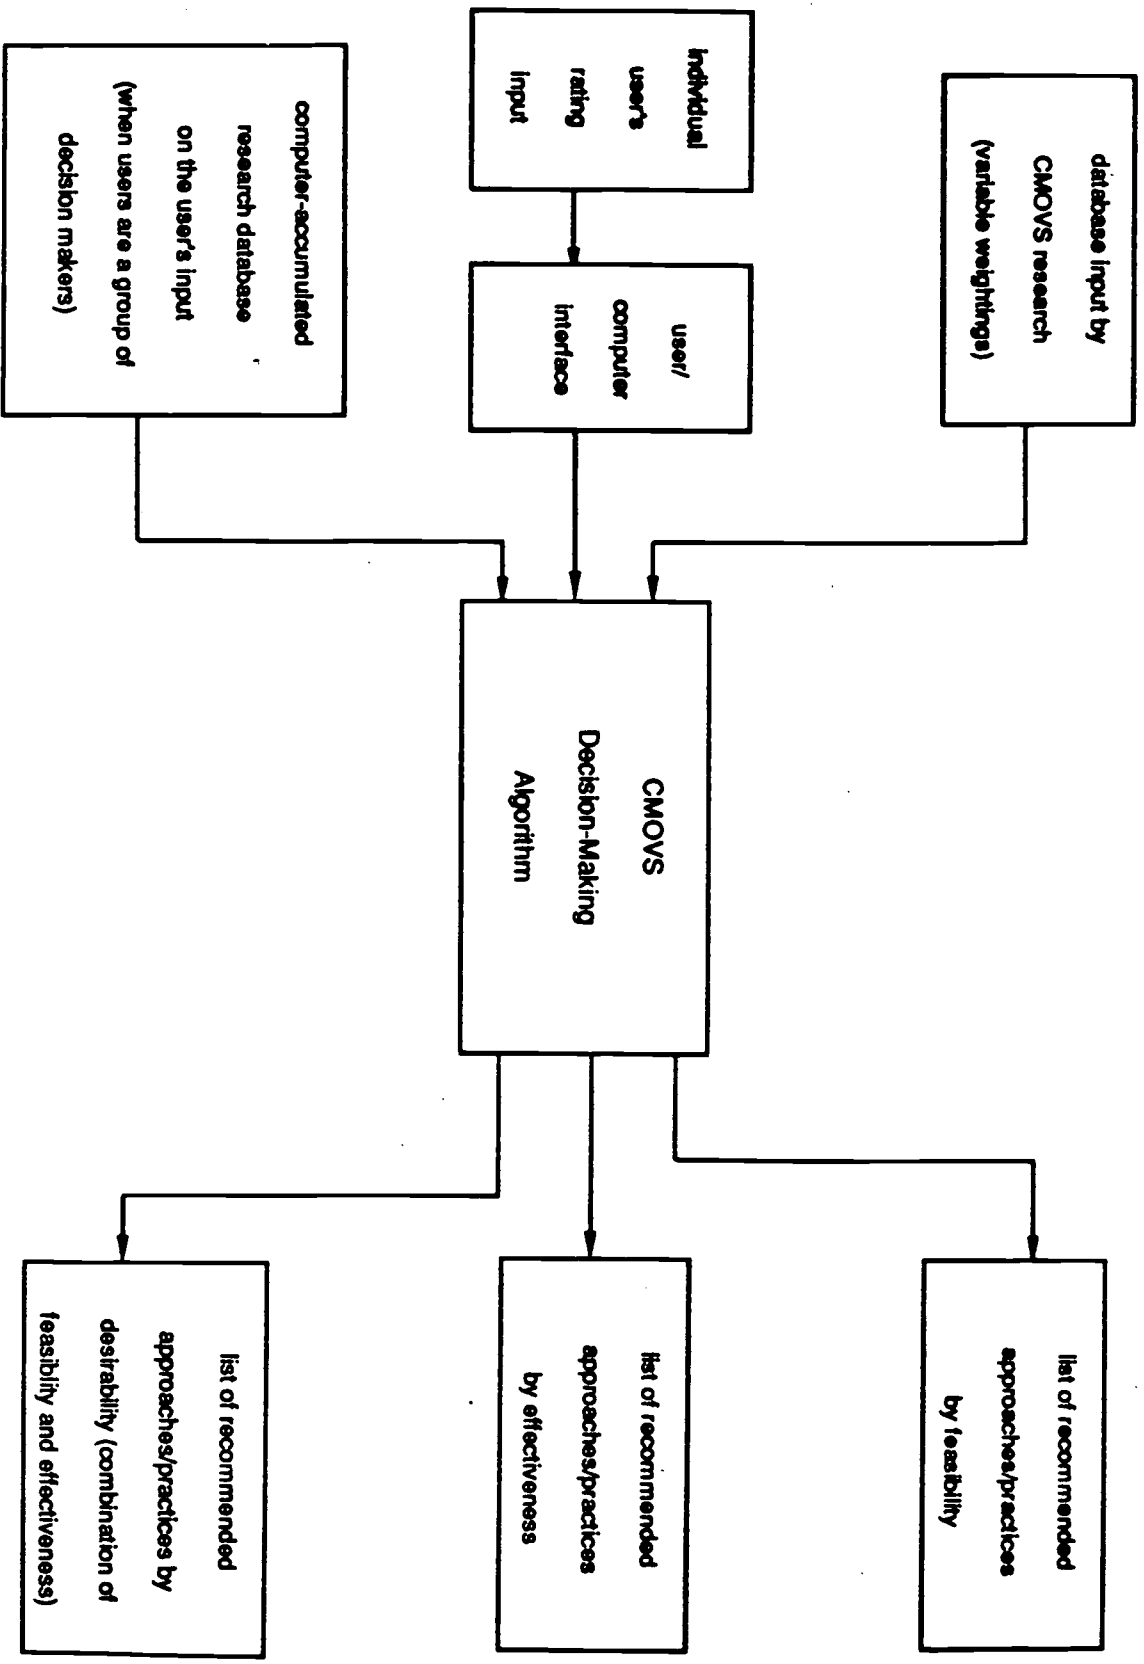 database input by
CMOVS research
(variable weightings)
individual
user's
rating
input
user/
computer
interface
computer-accumulated
research database
on the user's input
(when users are a group of
decision makers)
CMOVS
Decision-Making
Algorithm
list of recommended
approaches/practices
by feasibility
list of recommended
approaches/practices
by effectiveness
list of recommended
approaches/practices by
desirability (combination of
feasiblity and effectiveness)